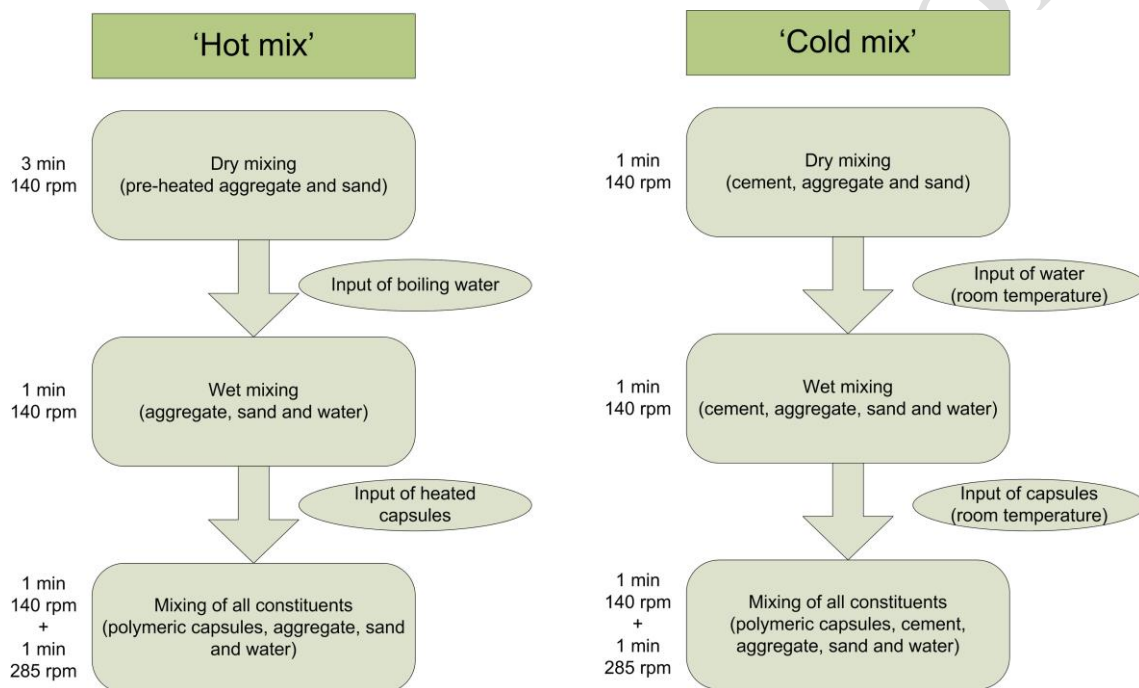 ‘Hot mix’
3 min
140 rpm
Dry mixing
(pre-heated aggregate and sand)
Input of boiling water
1 min
140 rpm
Wet mixing
(aggregate, sand and water)
Input of heated
capsules
1 min
140 rpm
+
1 min
285 rpm
Mixing of all constituents
(polymeric capsules, aggregate, sand
and water)
‘Cold mix’
1 min
140 rpm
Dry mixing
(cement, aggregate and sand)
Input of water
(room temperature)
1 min
140 rpm
Wet mixing
(cement, aggregate, sand and water)
Input of capsules
(room temperature)
1 min
140 rpm
+
1 min
285 rpm
Mixing of all constituents
(polymeric capsules, cement,
aggregate, sand and water)